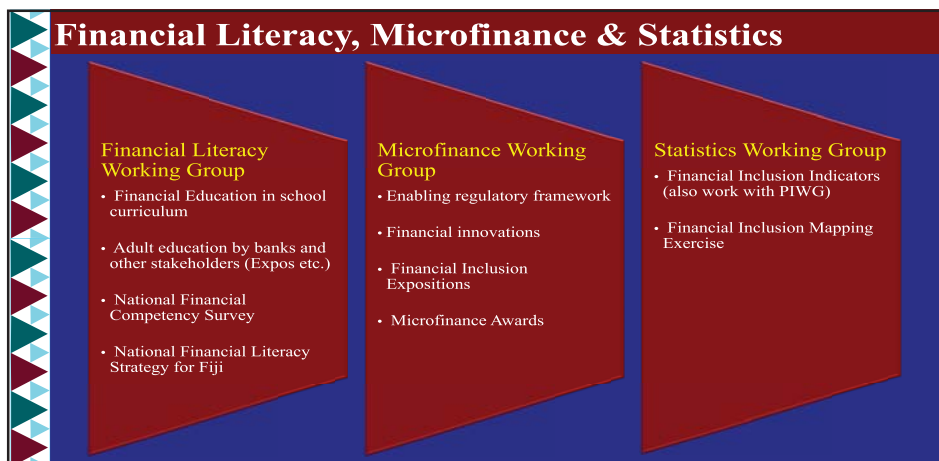 Financial Literacy, Microfinance & Statistics
Financial Literacy
Working Group
• Financial Education in school
curriculum
• Adult education by banks and
other stakeholders (Expos etc.)
• National Financial
Competency Survey
• National Financial Literacy
Strategy for Fiji
Microfinance Working
Group
• Enabling regulatory framework
• Financial innovations
• Financial Inclusion
Expositions
• Microfinance Awards
Statistics Working Group
• Financial Inclusion Indicators
(also work with PIWG)
• Financial Inclusion Mapping
Exercise